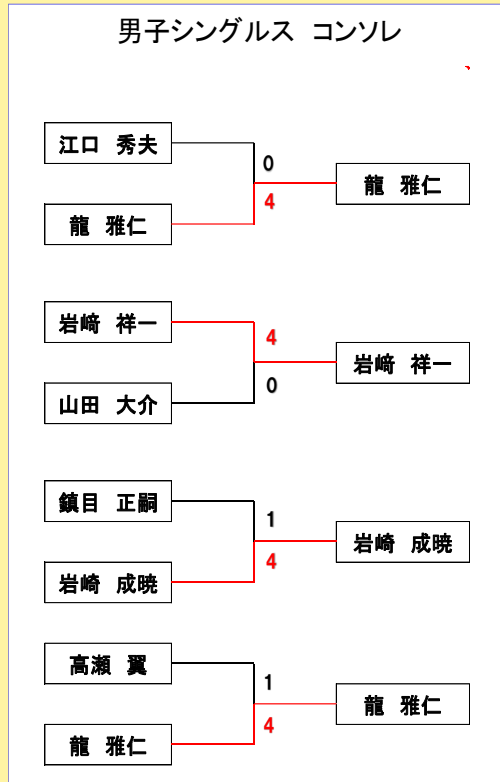 男子シングルス コンソレ
江口 秀夫
0
龍 雅仁
4
龍 雅仁
岩﨑 祥一
4
岩﨑 祥一
0
山田 大介
鎮目 正嗣
1
岩崎 成暁
4
岩崎 成暁
高瀬 翼
1
龍 雅仁
4
龍 雅仁